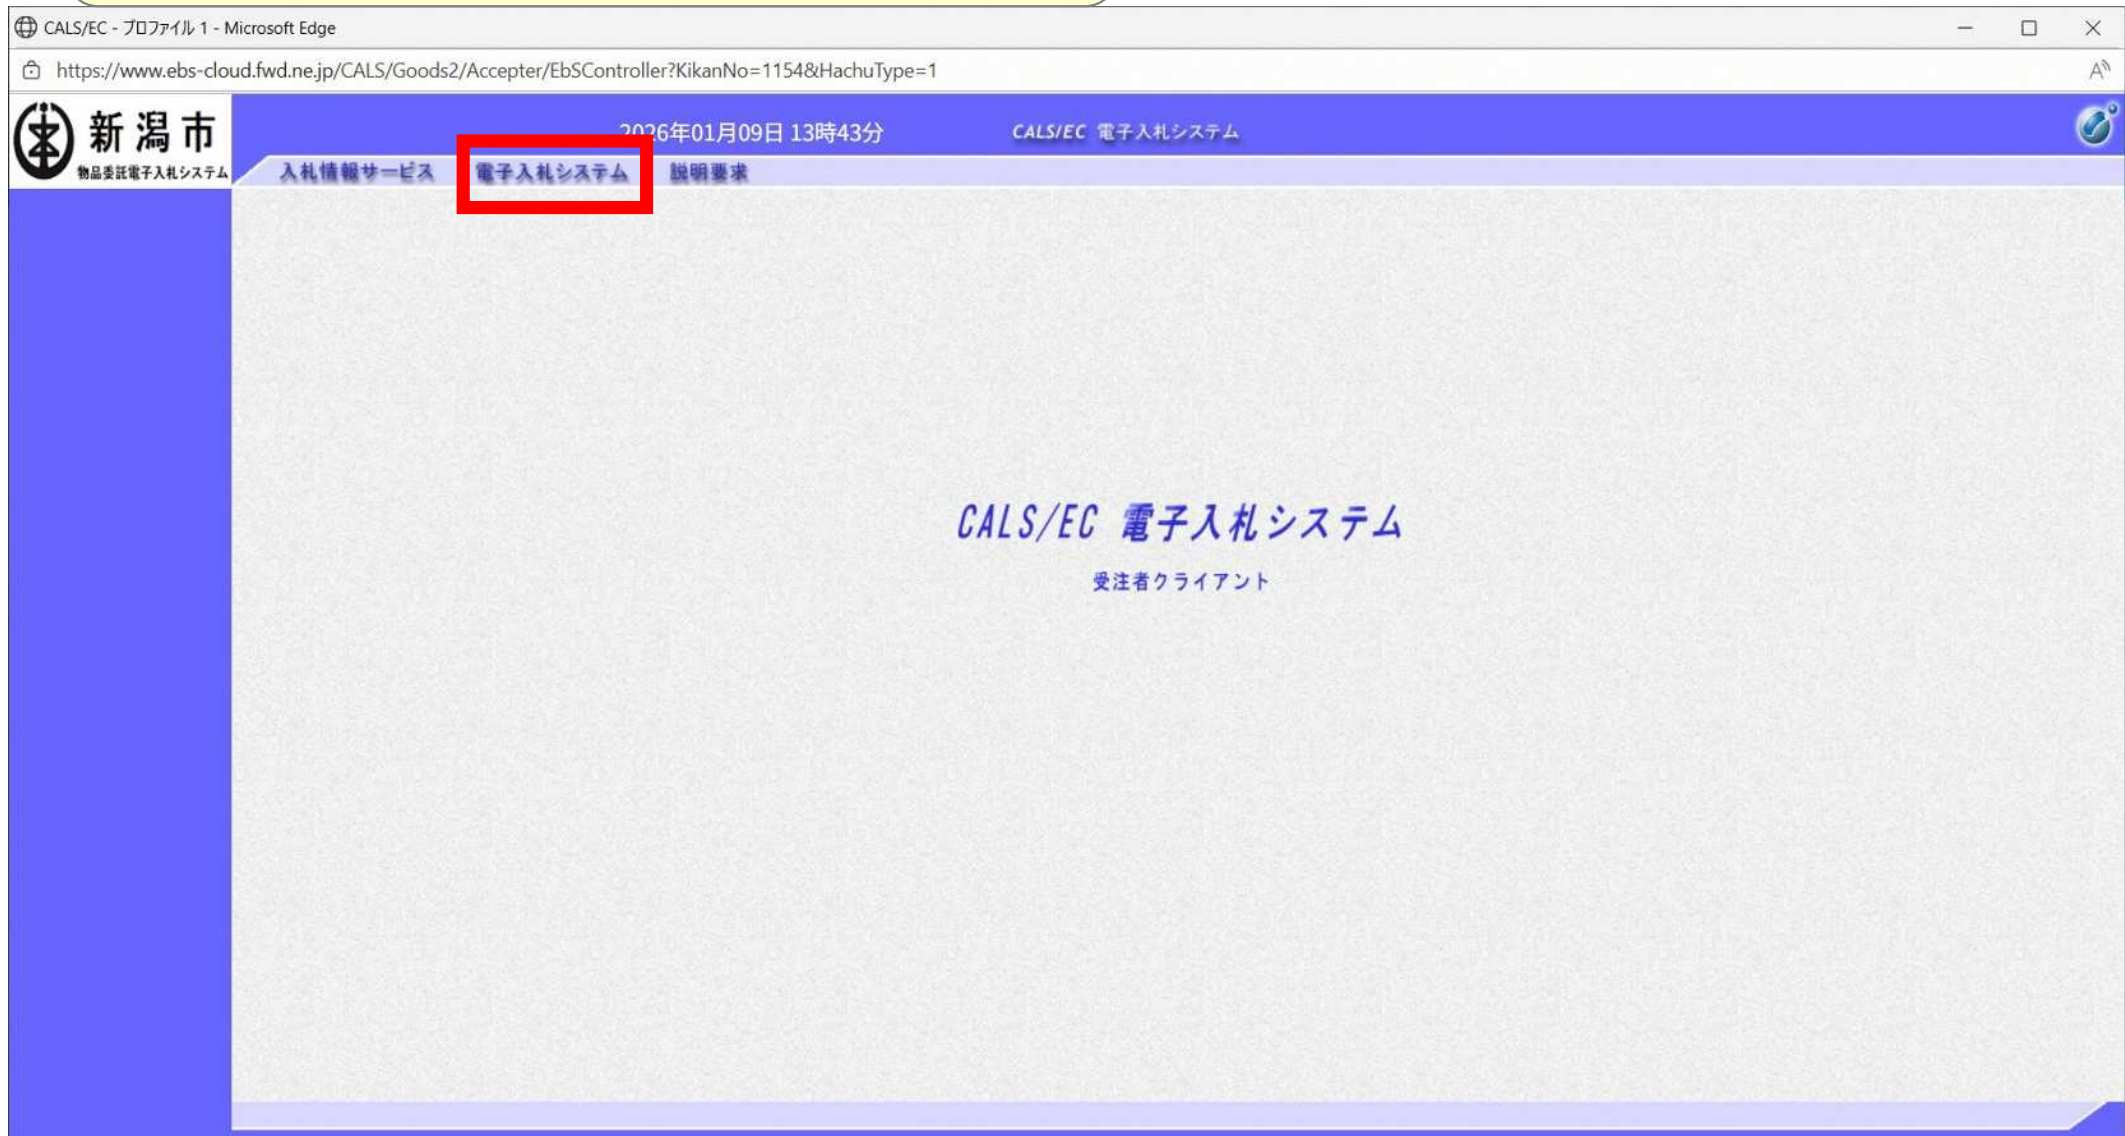 CALS/EC - プロファイル 1 - Microsoft Edge
https://www.ebs-cloud.fwd.ne.jp/CALS/Goods2/Accepter/EbSController?KikanNo=1154&HachuType=1
新潟市
物品委託電子入札システム
2026年01月09日 13時43分
CALS/EC 電子入札システム
入札情報サービス
電子入札システム
説明要求
CALS/EC 電子入札システム
受注者クライアント